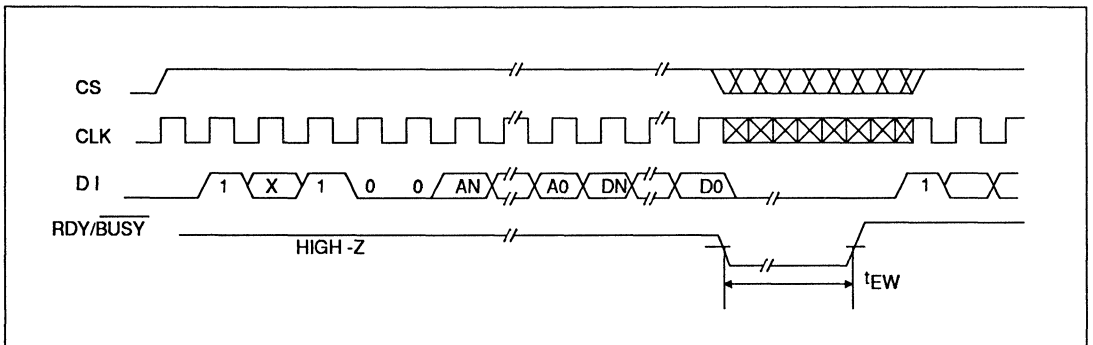 CS
CLK
DI 1 X 1 0 0 AN A0 DN D0 1
RDY/BUSY
HIGH -Z
tEW